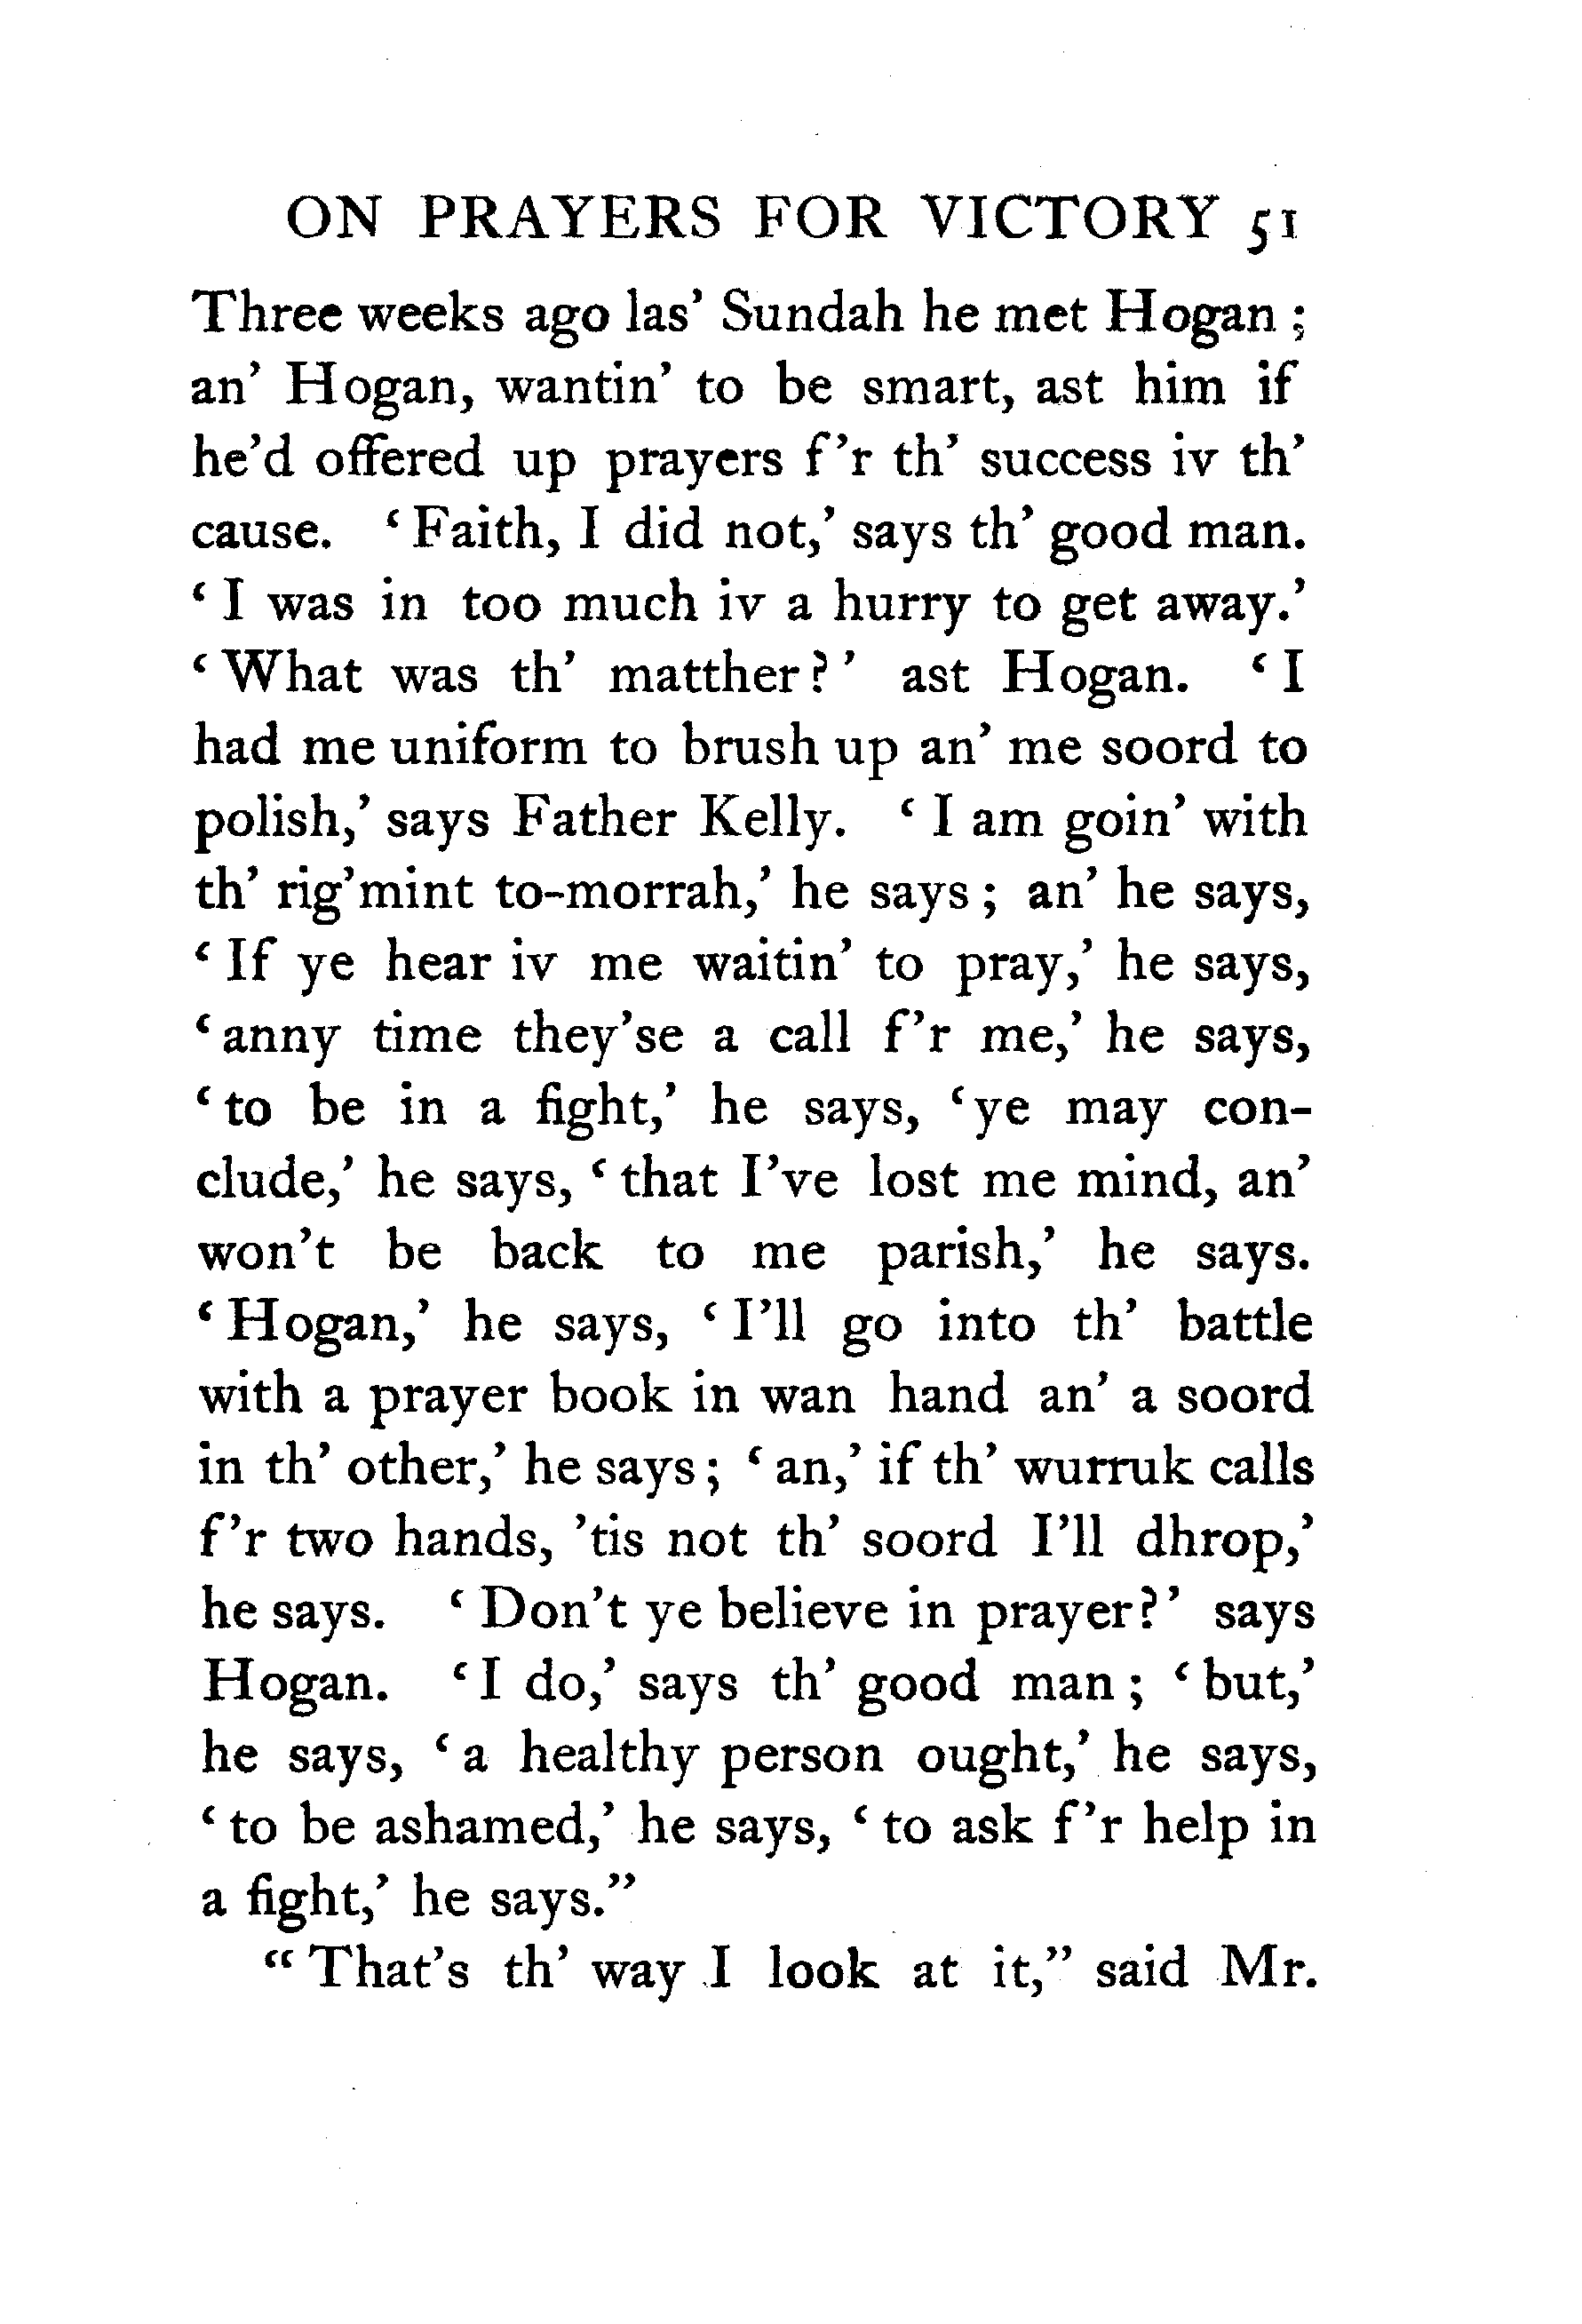 ON PRAYERS FOR VICTORY 51
Three weeks ago las' Sundah he met Hogan ;
an' Hogan, wantin' to be smart, ast him if
he'd offered up prayers f'r th' success iv th'
cause. ‘ Faith, I did not,’ says th' good man.
‘ I was in too much iv a hurry to get away.’
‘ What was th' matther ? ’ ast Hogan. ‘ I
had me uniform to brush up an' me soord to
polish,’ says Father Kelly. ‘ I am goin' with
th' rig'mint to-morrah,’ he says ; an' he says,
‘ If ye hear iv me waitin' to pray,’ he says,
‘ anny time they'se a call f'r me,’ he says,
‘ to be in a fight,’ he says, ‘ ye may con-
clude,’ he says, ‘ that I've lost me mind, an'
won't be back to me parish,’ he says.
‘ Hogan,’ he says, ‘ I'll go into th' battle
with a prayer book in wan hand an' a soord
in th' other,’ he says ; ‘ an,’ if th' wurruk calls
f'r two hands, 'tis not th' soord I'll dhrop,’
he says. ‘ Don't ye believe in prayer? ’ says
Hogan. ‘ I do,’ says th' good man ; ‘ but,’
he says, ‘ a healthy person ought,’ he says,
‘ to be ashamed,’ he says, ‘ to ask f'r help in
a fight,’ he says.”
“ That's th' way I look at it,” said Mr.